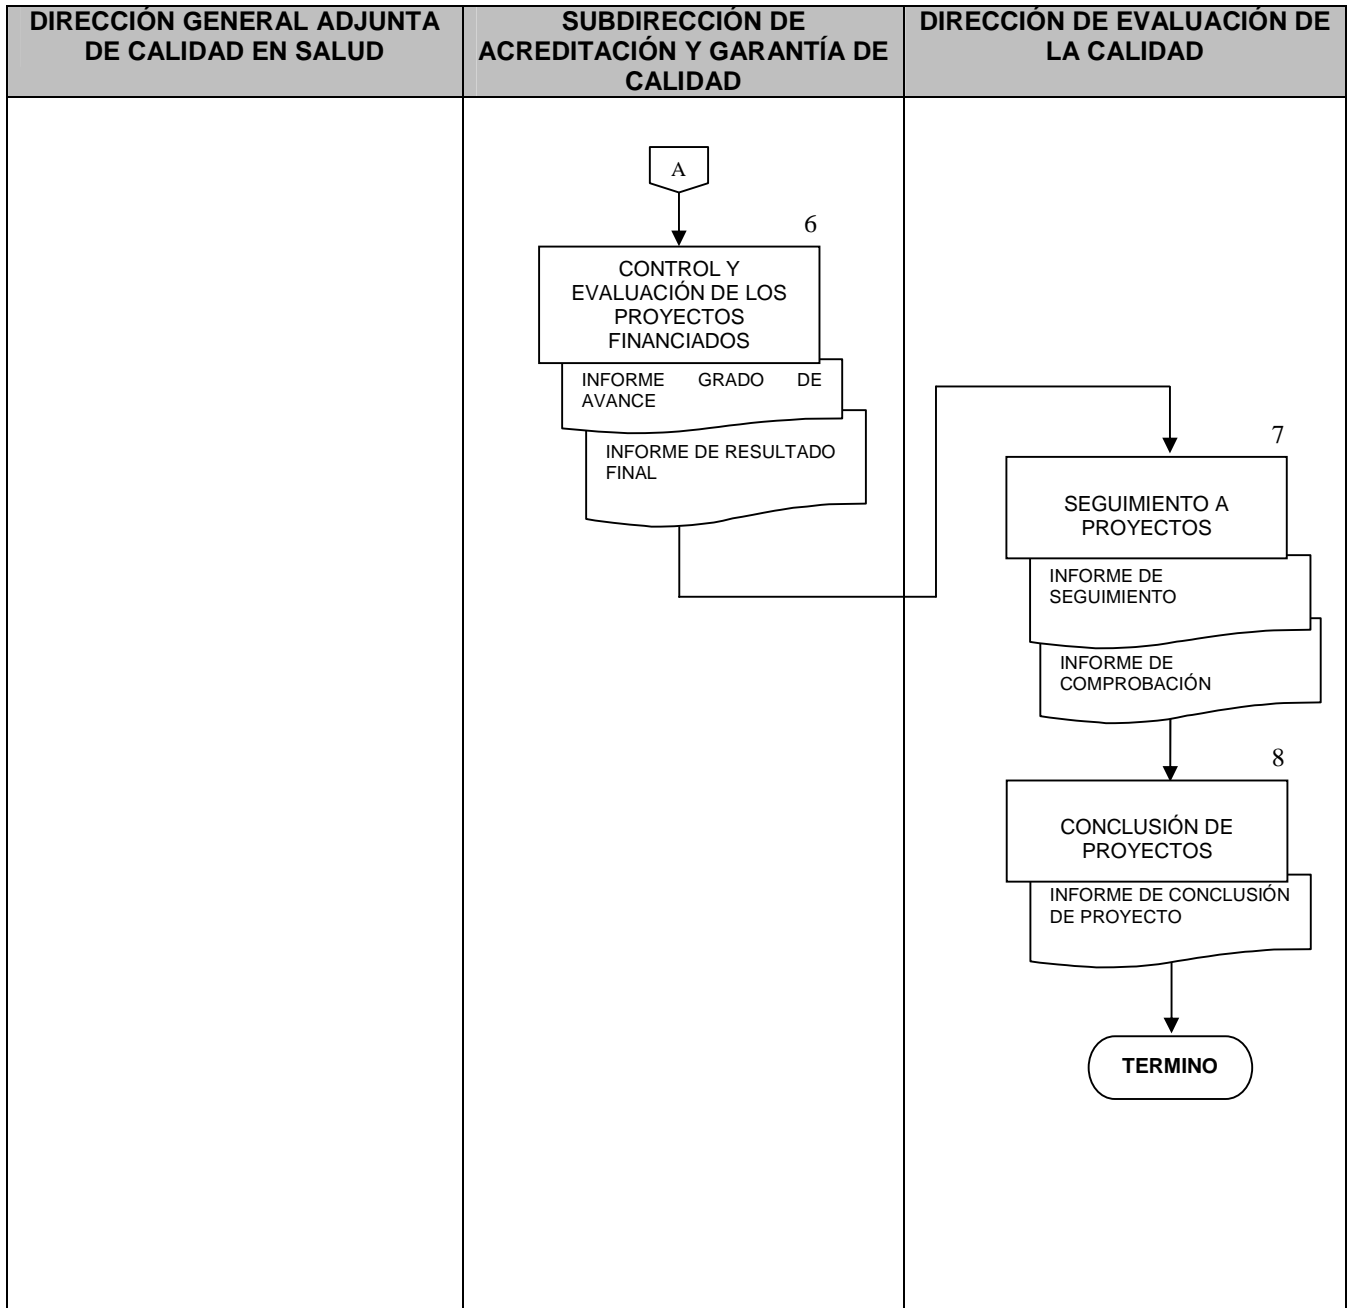 DIRECCIÓN GENERAL ADJUNTA
DE CALIDAD EN SALUD
SUBDIRECCIÓN DE
ACREDITACIÓN Y GARANTÍA DE
CALIDAD
DIRECCIÓN DE EVALUACIÓN DE
LA CALIDAD
A
6
CONTROL Y
EVALUACIÓN DE LOS
PROYECTOS
FINANCIADOS
INFORME GRADO DE
AVANCE
INFORME DE RESULTADO
FINAL
7
SEGUIMIENTO A
PROYECTOS
INFORME DE
SEGUIMIENTO
INFORME DE
COMPROBACIÓN
8
CONCLUSIÓN DE
PROYECTOS
INFORME DE CONCLUSIÓN
DE PROYECTO
TERMINO